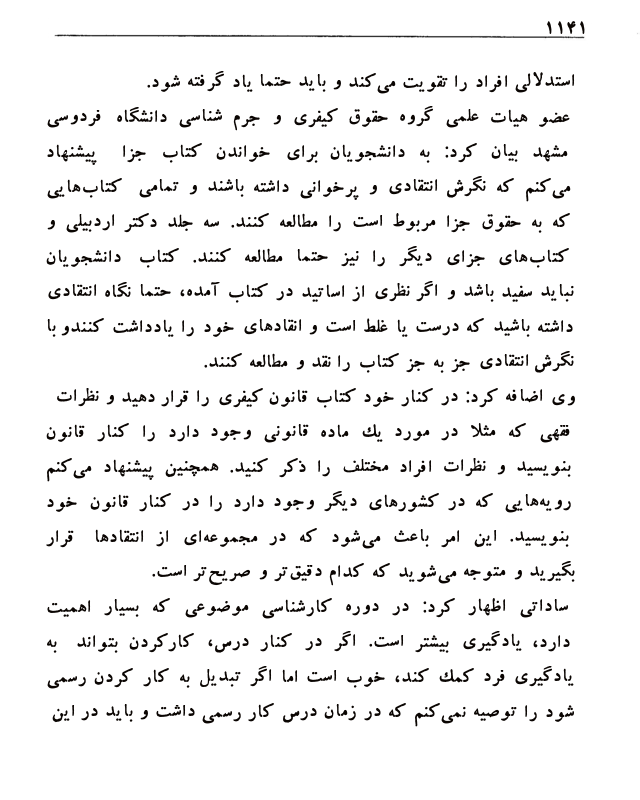 ۱۱۴۱
استدلالی افراد را تقویت می‌کند و باید حتما یاد گرفته شود.
عضو هیات علمی گروه حقوق کیفری و جرم شناسی دانشگاه فردوسی
مشهد بیان کرد: به دانشجویان برای خواندن کتاب جزا پیشنهاد
می‌کنم که نگرش انتقادی و پرخوانی داشته باشند و تمامی کتاب‌هایی
که به حقوق جزا مربوط است را مطالعه کنند. سه جلد دکتر اردبیلی و
کتاب‌های جزای دیگر را نیز حتما مطالعه کنند. کتاب دانشجویان
نباید سفید باشد و اگر نظری از اساتید در کتاب آمده، حتما نگاه انتقادی
داشته باشید که درست یا غلط است و انقادهای خود را یادداشت کنندو با
نگرش انتقادی جز به جز کتاب را نقد و مطالعه کنند.
وی اضافه کرد: در کنار خود کتاب قانون کیفری را قرار دهید و نظرات
فقهی که مثلا در مورد یك ماده قانونی وجود دارد را کنار قانون
بنویسید و نظرات افراد مختلف را ذکر کنید. همچنین پیشنهاد می‌کنم
رویه‌هایی که در کشورهای دیگر وجود دارد را در کنار قانون خود
بنویسید. این امر باعث می‌شود که در مجموعه‌ای از انتقادها قرار
بگیرید و متوجه می‌شوید که کدام دقیق‌تر و صریح‌تر است.
ساداتی اظهار کرد: در دوره کارشناسی موضوعی که بسیار اهمیت
دارد، یادگیری بیشتر است. اگر در کنار درس، کارکردن بتواند به
یادگیری فرد کمك کند، خوب است اما اگر تبدیل به کار کردن رسمی
شود را توصیه نمی‌کنم که در زمان درس کار رسمی داشت و باید در این